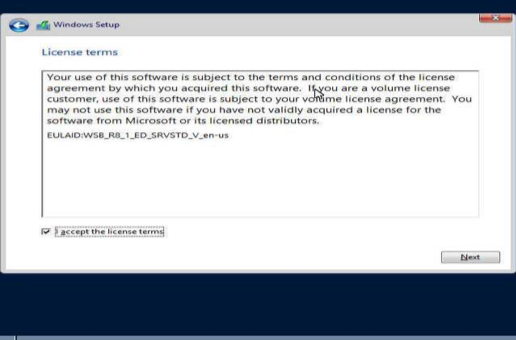 Windows Setup
License terms
Your use of this software is subject to the terms and conditions of the license
agreement by which you acquired this software. If you are a volume license
customer, use of this software is subject to your volume license agreement. You
may not use this software if you have not validly acquired a license for the
software from Microsoft or its licensed distributors.
EULAID:WSB_R8_1_ED_SRVSTD_V_en-us
I accept the license terms
Next